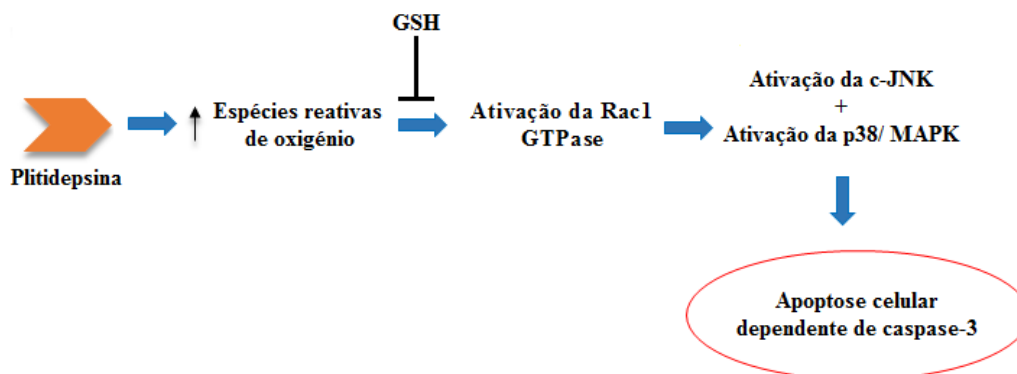 GSH
Plitidepsina
Espécies reativas
de oxigénio
Ativação da Rac1
GTPase
Ativação da c-JNK
+
Ativação da p38/ MAPK
Apoptose celular
dependente de caspase-3